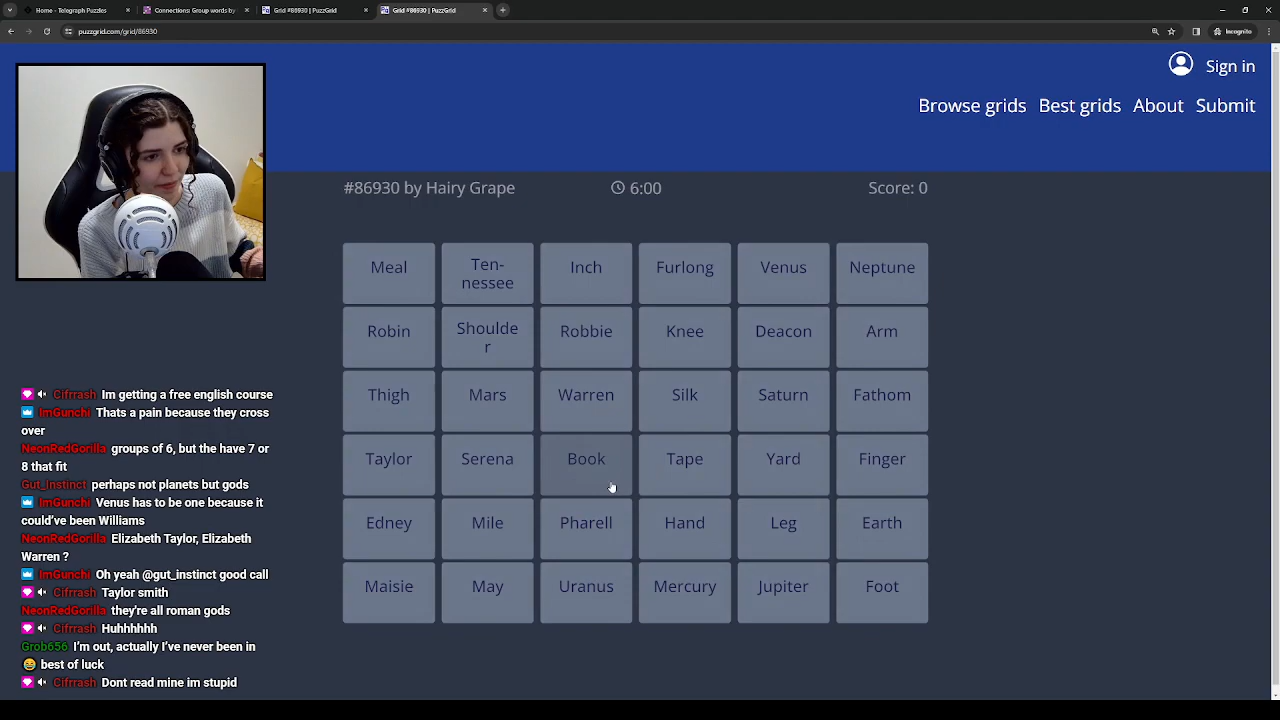 Home - Telegraph Puzzles
Connections: Group words by
Grid #86930 | PuzzGrid
Grid #86930 | PuzzGrid
puzzgrid.com/grid/86930
Incognito
Sign in
Browse grids Best grids About Submit
#86930 by Hairy Grape 6:00 Score: 0
Meal
Ten-
nessee
Inch
Furlong
Venus
Neptune
Robin
Shoulde
r
Robbie
Knee
Deacon
Arm
Thigh
Mars
Warren
Silk
Saturn
Fathom
Taylor
Serena
Book
Tape
Yard
Finger
Edney
Mile
Pharell
Hand
Leg
Earth
Maisie
May
Uranus
Mercury
Jupiter
Foot
Cifrrash Im getting a free english course
ImGunchi Thats a pain because they cross
over
NeonRedGorilla groups of 6, but the have 7 or
8 that fit
Gut_Instinct perhaps not planets but gods
ImGunchi Venus has to be one because it
could've been Williams
NeonRedGorilla Elizabeth Taylor, Elizabeth
Warren ?
ImGunchi Oh yeah @gut_instinct good call
Cifrrash Taylor smith
NeonRedGorilla they're all roman gods
Cifrrash Huhhhhhh
Grob656 I'm out, actually I've never been in
😂 best of luck
Cifrrash Dont read mine im stupid